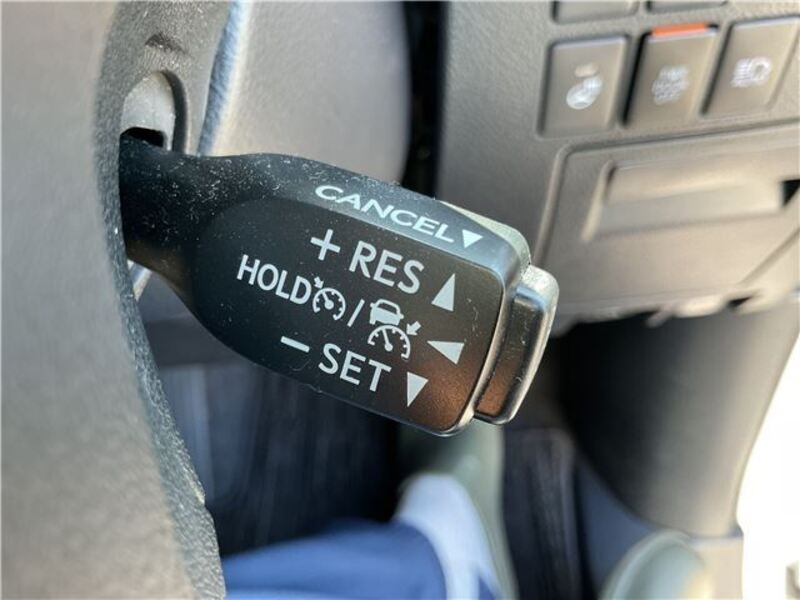 CANCEL▼
+ RES ▲
HOLD /
− SET ▼